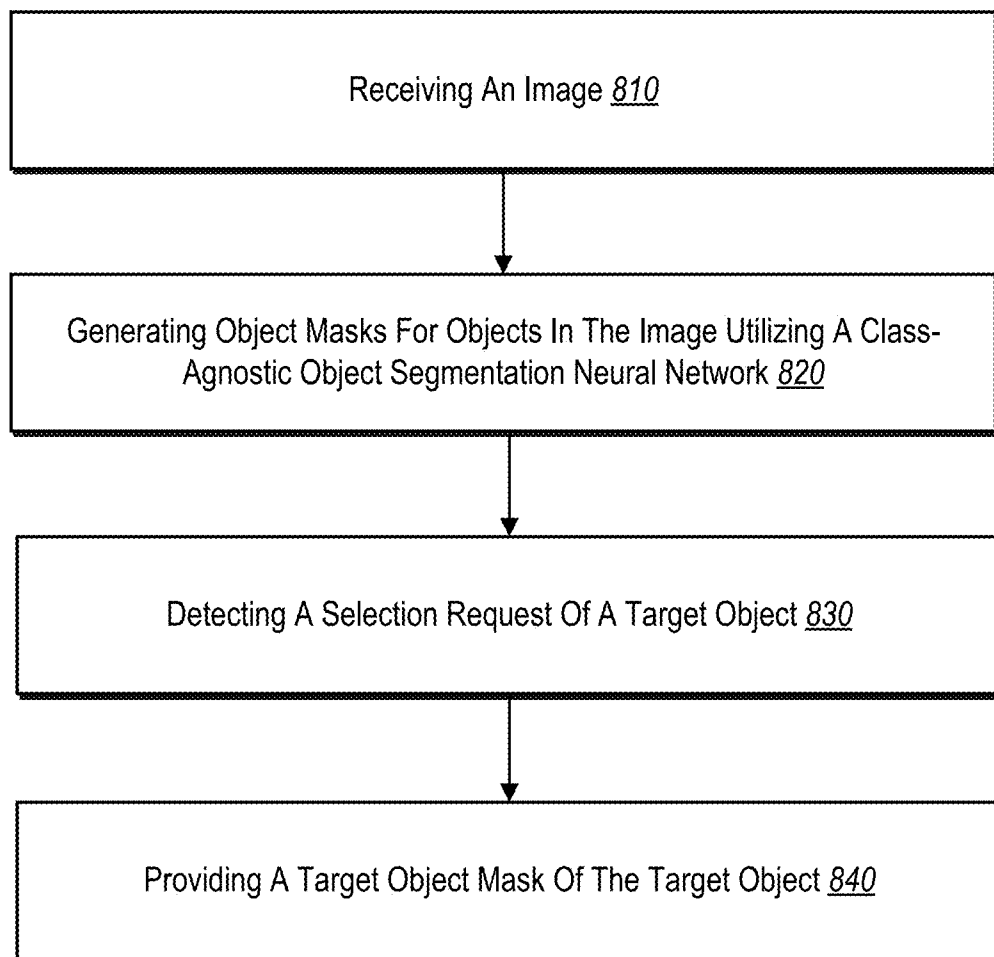 Receiving An Image 810
Generating Object Masks For Objects In The Image Utilizing A Class-
Agnostic Object Segmentation Neural Network 820
Detecting A Selection Request Of A Target Object 830
Providing A Target Object Mask Of The Target Object 840